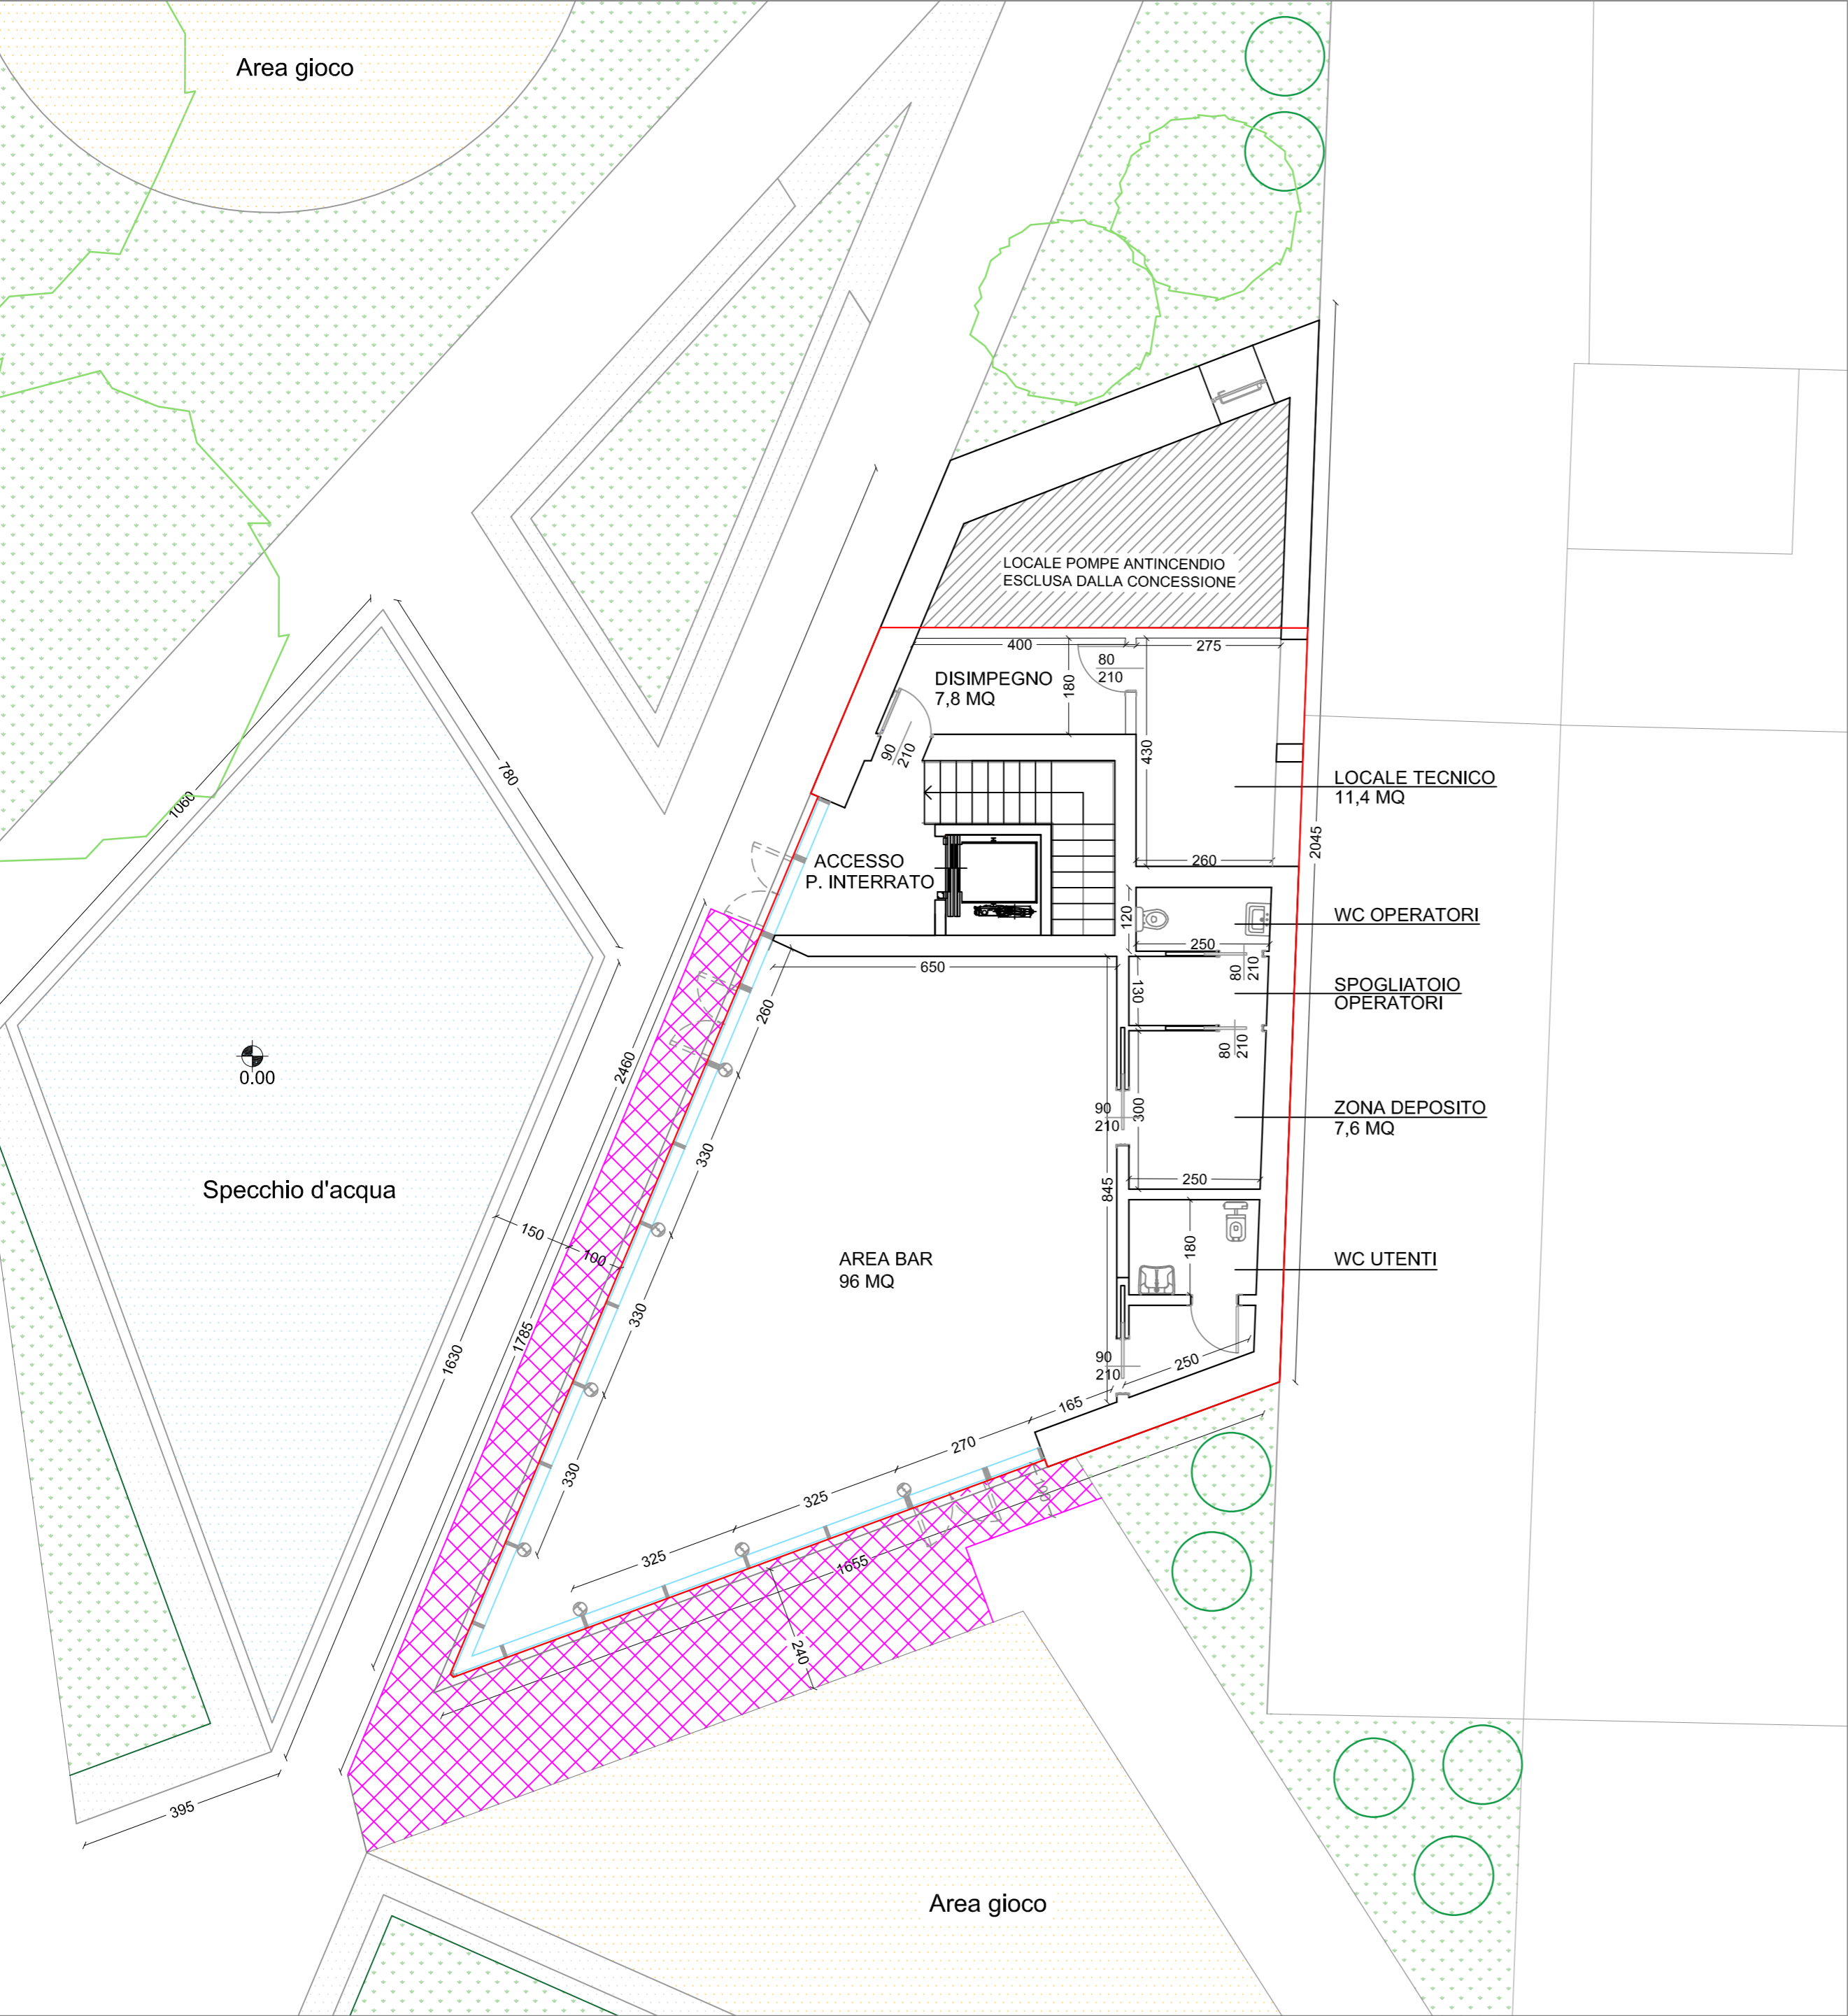 Area gioco
LOCALE POMPE ANTINCENDIO
ESCLUSA DALLA CONCESSIONE
400
275
80
210
DISIMPEGNO
7,8 MQ
180
90
210
430
780
1060
LOCALE TECNICO
11,4 MQ
2045
260
ACCESSO
P. INTERRATO
120
WC OPERATORI
250
80
210
650
130
SPOGLIATOIO
OPERATORI
260
80
210
2460
0.00
90
210
300
ZONA DEPOSITO
7,6 MQ
330
250
845
Specchio d'acqua
150
100
180
AREA BAR
96 MQ
WC UTENTI
330
1785
1630
90
210
250
165
270
330
325
100
325
1655
240
395
Area gioco